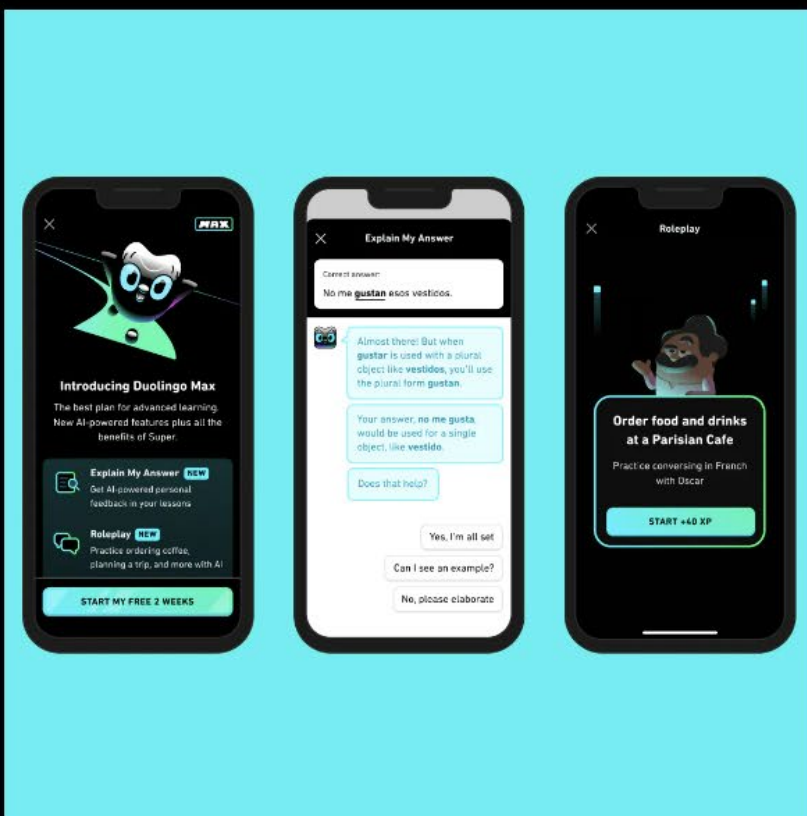 MAX
Introducing Duolingo Max
The best plan for advanced learning.
New AI-powered features plus all the
benefits of Super.
Explain My Answer NEW
Get AI-powered personal
feedback in your lessons
Roleplay NEW
Practice ordering coffee,
planning a trip, and more with AI
START MY FREE 2 WEEKS
Explain My Answer
Correct answer:
No me gustan esos vestidos.
Almost there! But when
gustar is used with a plural
object like vestidos, you'll use
the plural form gustan.
Your answer, no me gusta
would be used for a single
object, like vestido.
Does that help?
Yes, I'm all set
Can I see an example?
No, please elaborate
Roleplay
Order food and drinks
at a Parisian Cafe
Practice conversing in French
with Oscar
START +40 XP